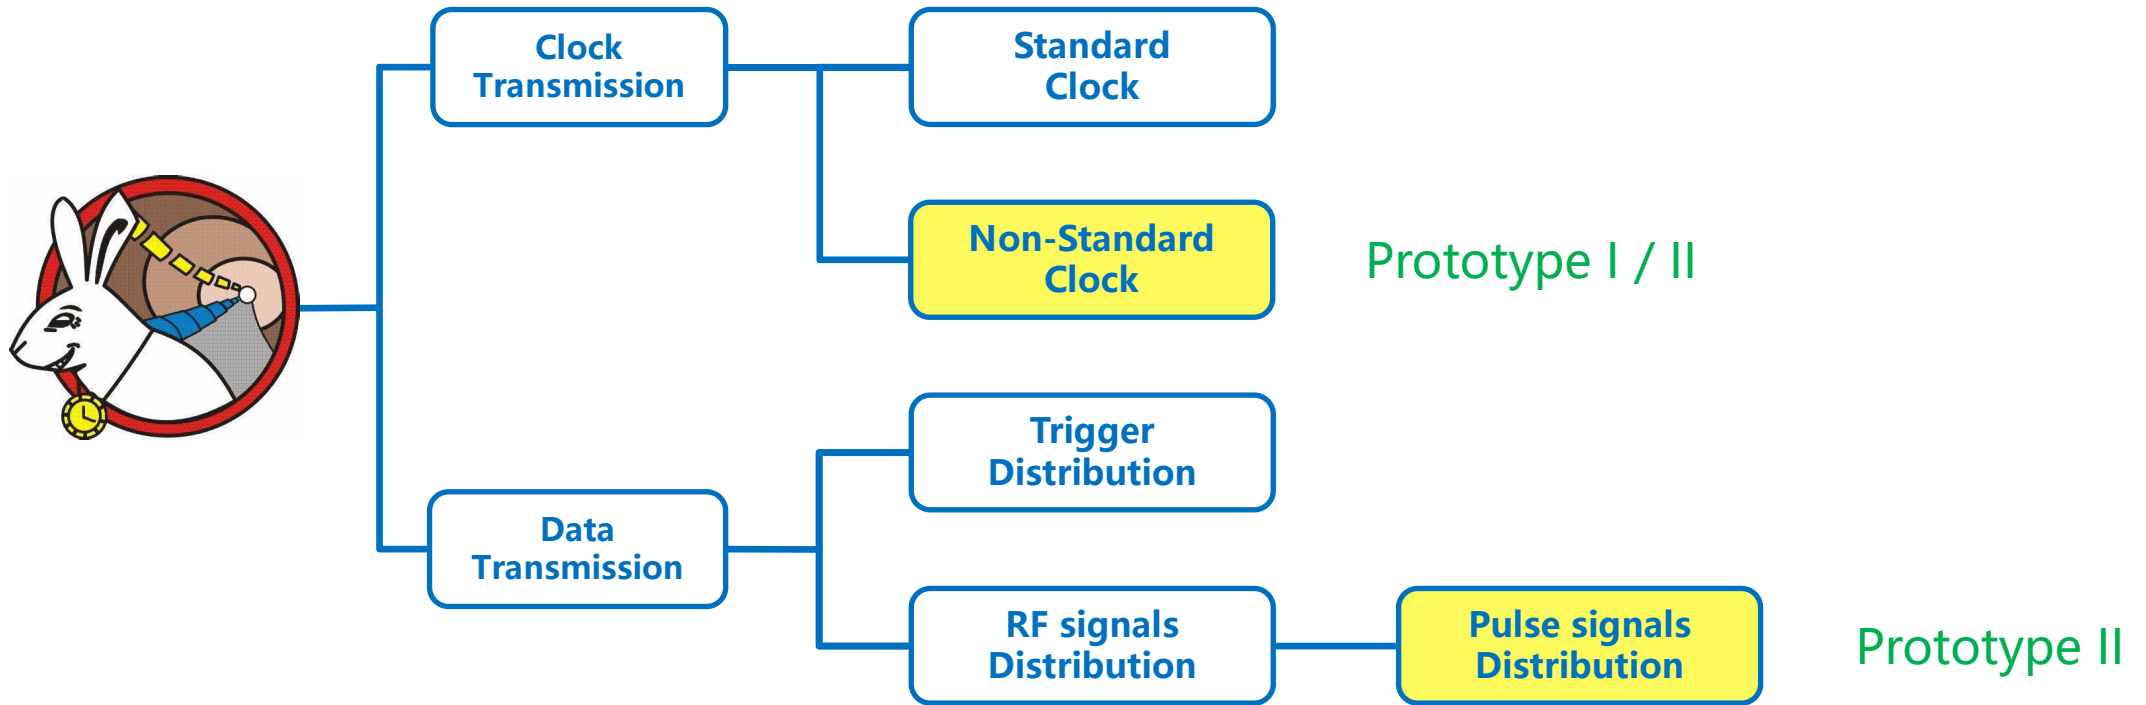 Clock
Transmission
Standard
Clock
Non-Standard
Clock
Prototype I / II
Trigger
Distribution
Data
Transmission
RF signals
Distribution
Pulse signals
Distribution
Prototype II